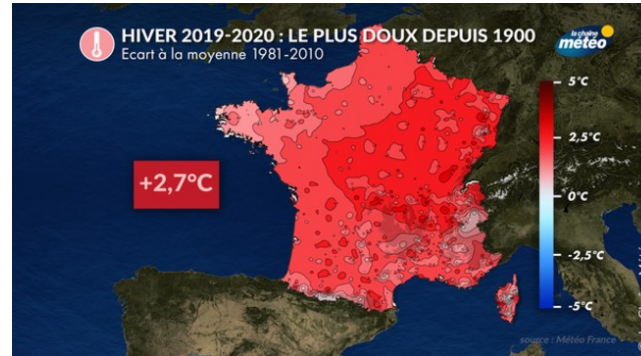 HIVER 2019-2020 : LE PLUS DOUX DEPUIS 1900
Ecart à la moyenne 1981-2010
la chaîne
météo
+2,7°C
5°C
2,5°C
0°C
-2,5°C
-5°C
source : Météo France